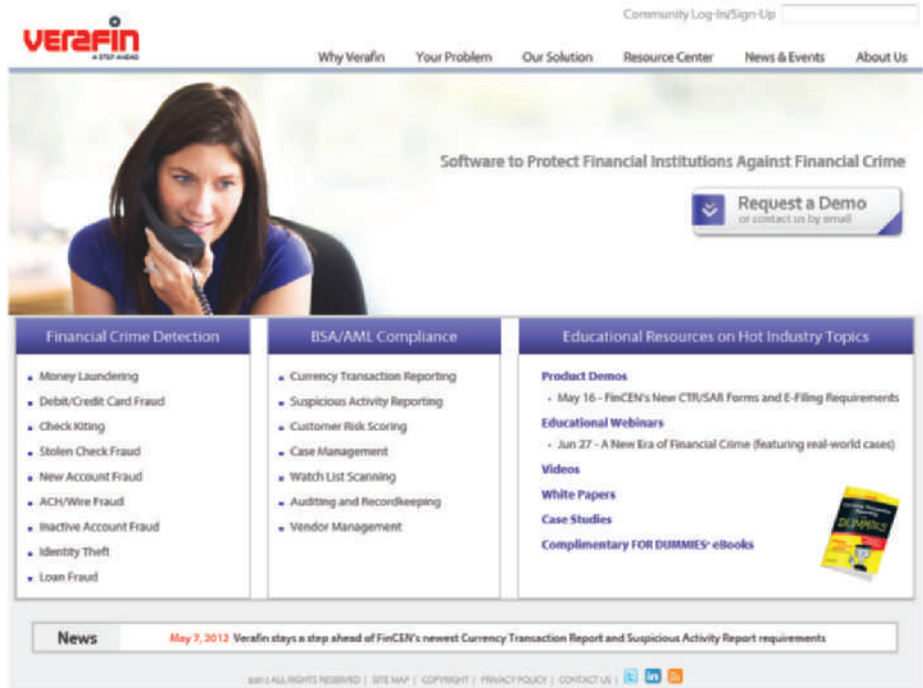 Community Log-In/Sign-Up
VERAFIN
A STEP AHEAD
Why Verafin Your Problem Our Solution Resource Center News & Events About Us
Software to Protect Financial Institutions Against Financial Crime
Request a Demo
or contact us by email
Financial Crime Detection
Money Laundering
Debit/Credit Card Fraud
Check Kiting
Stolen Check Fraud
New Account Fraud
ACH/Wire Fraud
Inactive Account Fraud
Identity Theft
Loan Fraud
BSA/AML Compliance
Currency Transaction Reporting
Suspicious Activity Reporting
Customer Risk Scoring
Case Management
Watch List Scanning
Auditing and Recordkeeping
Vendor Management
Educational Resources on Hot Industry Topics
Product Demos
May 16 - FinCEN's New CTR/SAR Forms and E-Filing Requirements
Educational Webinars
Jun 27 - A New Era of Financial Crime (featuring real-world cases)
Videos
White Papers
Case Studies
Complimentary FOR DUMMIES® eBooks
Currency Transaction
Reporting
DUMMIES
News May 7, 2012 Verafin stays a step ahead of FinCEN's newest Currency Transaction Report and Suspicious Activity Report requirements
©2012 ALL RIGHTS RESERVED | SITE MAP | COPYRIGHT | PRIVACY POLICY | CONTACT US |